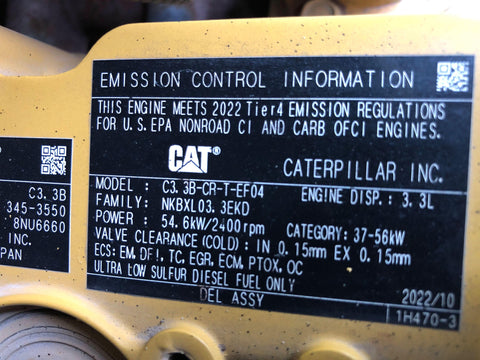 EMISSION CONTROL INFORMATION
THIS ENGINE MEETS 2022 Tier4 EMISSION REGULATIONS
FOR U.S.EPA NONROAD CI AND CARB OFCI ENGINES.
CAT® CATERPILLAR INC.
MODEL : C3.3B-CR-T-EF04 ENGINE DISP.: 3.3L
FAMILY: NKBXL03.3EKD
POWER : 54.6kW/2400rpm CATEGORY: 37-56kW
VALVE CLEARANCE(COLD): IN 0.15mm EX 0.15mm
ECS: EM, DFI, TC, EGR, ECM, PTOX, OC
ULTRA LOW SULFUR DIESEL FUEL ONLY
DEL ASSY 2022/10
1H470-3
C3.3B
345-3550
8NU6660
INC.
PAN